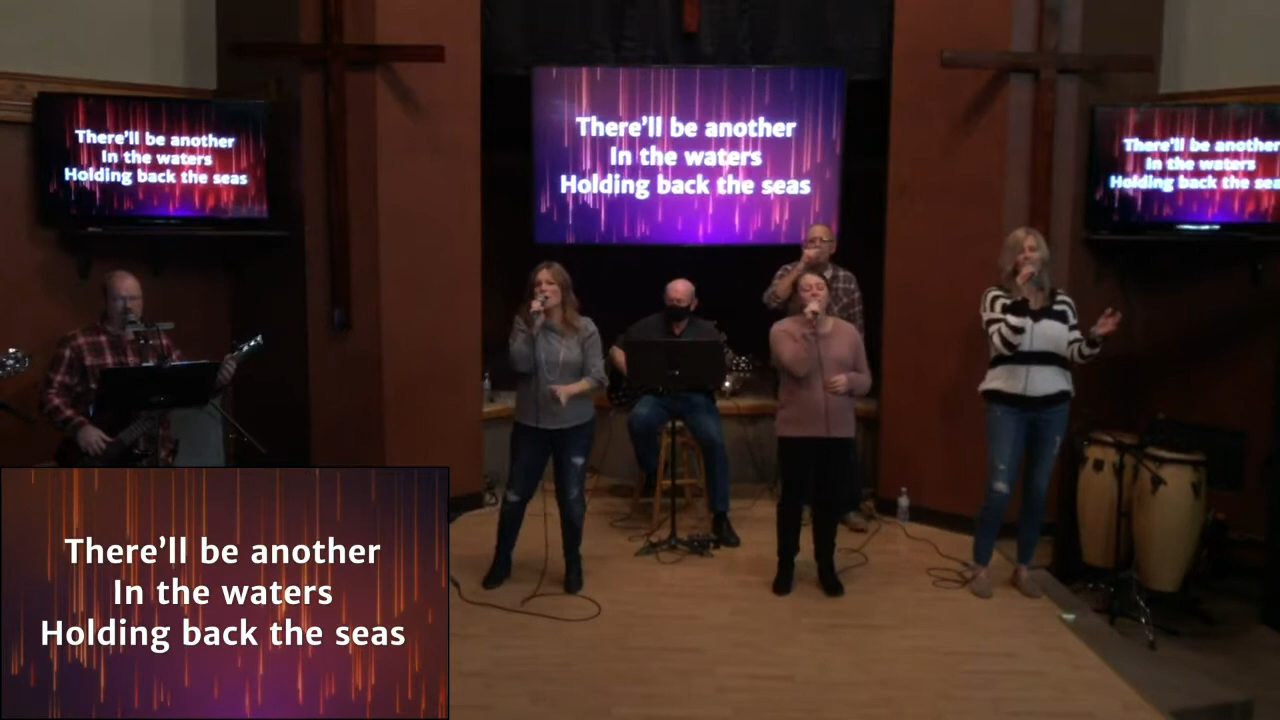 There'll be another
In the waters
Holding back the seas
There'll be another
In the waters
Holding back the seas
There'll be another
In the waters
Holding back the sea
There'll be another
In the waters
Holding back the seas